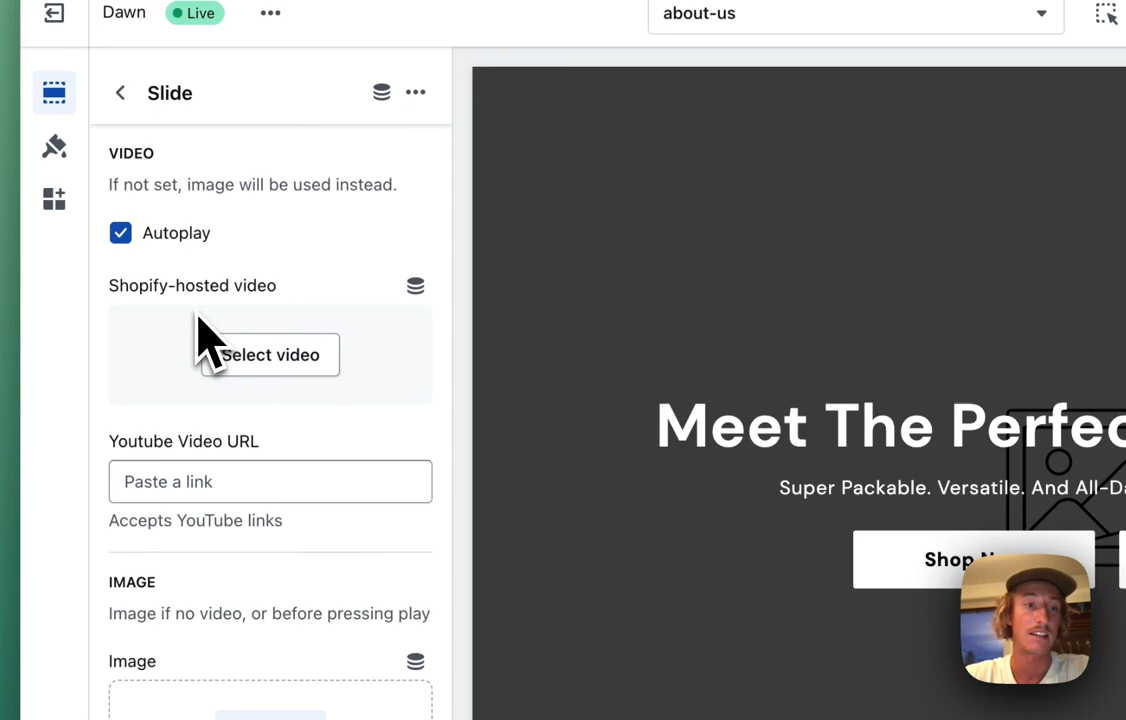 Dawn
Live
about-us
Slide
VIDEO
If not set, image will be used instead.
Autoplay
Shopify-hosted video
Select video
Youtube Video URL
Paste a link
Accepts YouTube links
IMAGE
Image if no video, or before pressing play
Image
Meet The Perfec
Super Packable. Versatile. And All-Da
Shop N